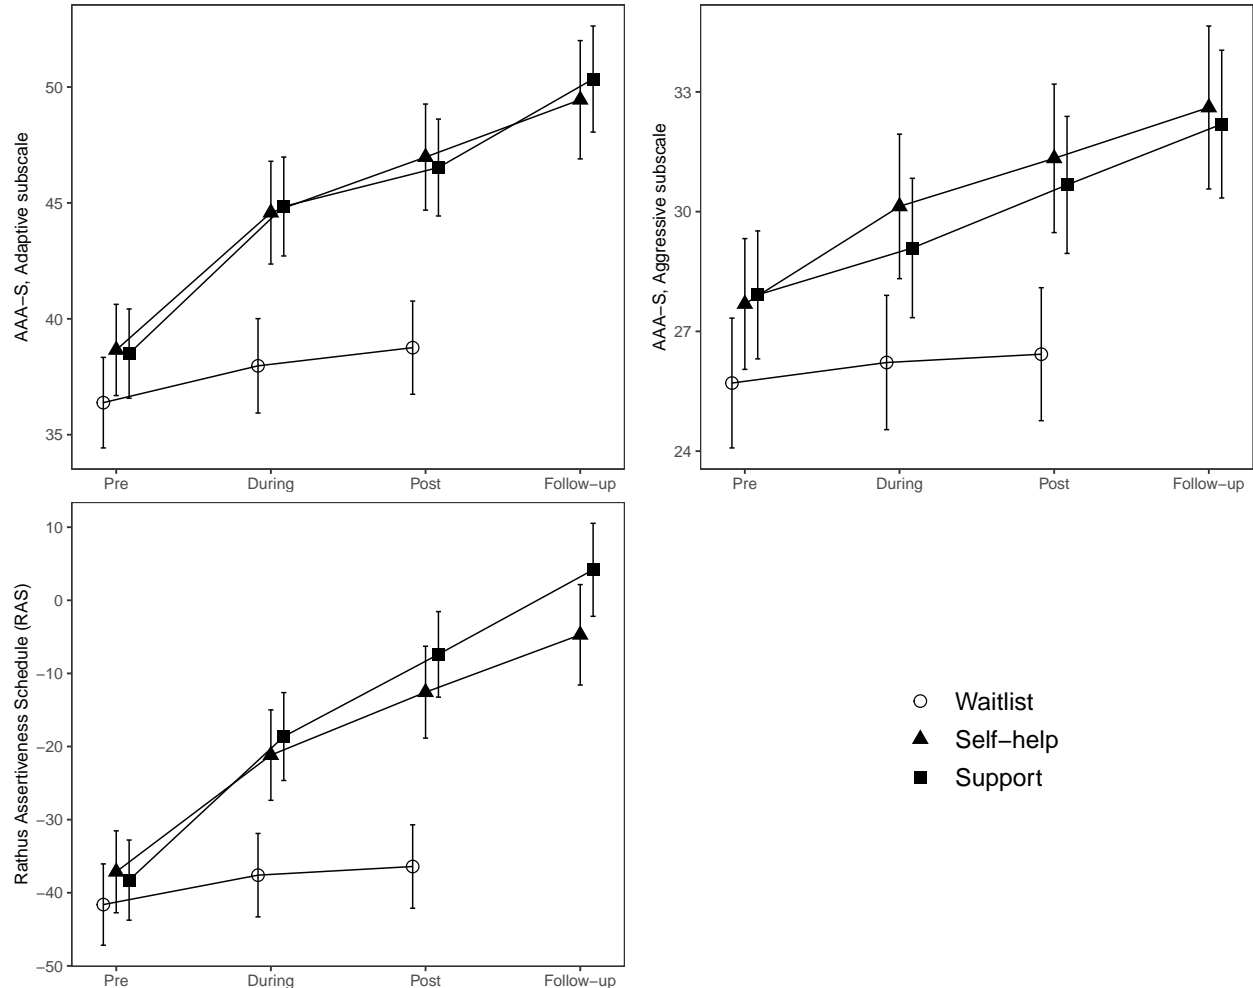 AAA−S, Adaptive subscale
50
45
40
35
Pre During Post Follow−up
AAA−S, Aggressive subscale
33
30
27
24
Pre During Post Follow−up
Rathus Assertiveness Schedule (RAS)
10
0
−10
−20
−30
−40
−50
Pre During Post Follow−up
Waitlist
Self−help
Support